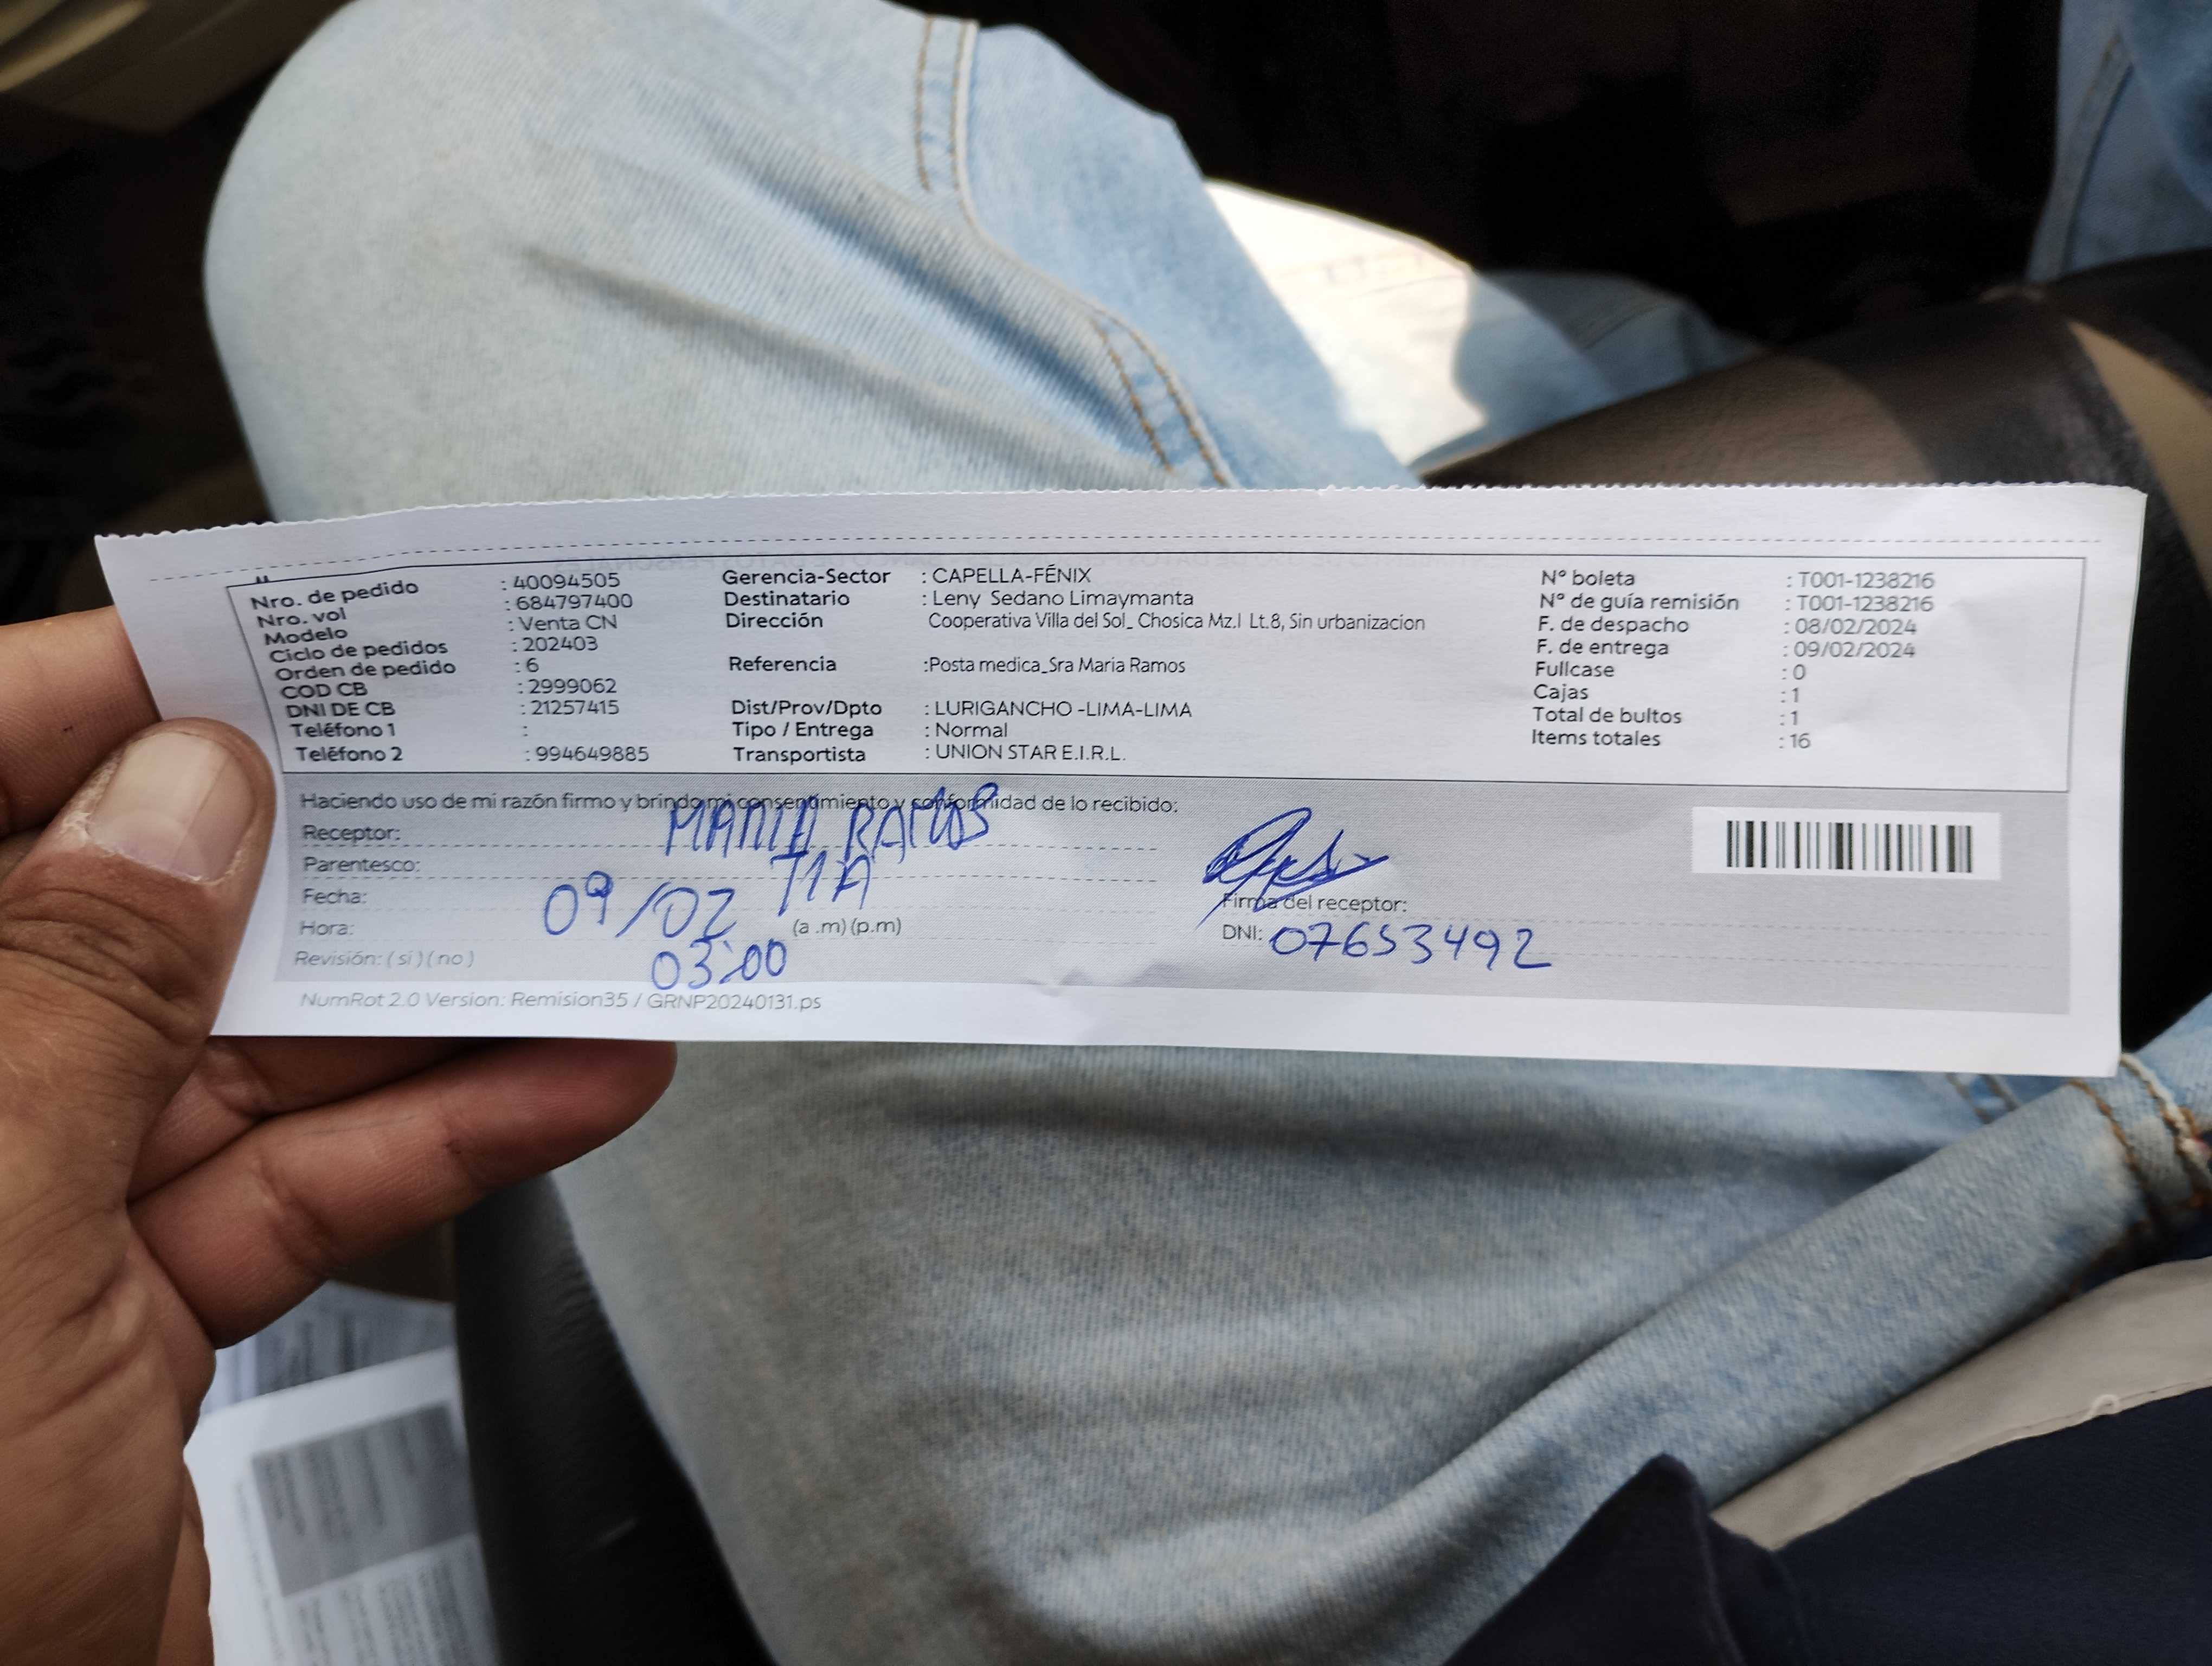 Nro. de pedido : 40094505
Nro. vol : 684797400
Modelo : Venta CN
Ciclo de pedidos : 202403
Orden de pedido : 6
COD CB : 2999062
DNI DE CB : 21257415
Teléfono 1 :
Teléfono 2 : 994649885
Gerencia-Sector : CAPELLA-FÉNIX
Destinatario : Leny Sedano Limaymanta
Dirección Cooperativa Villa del Sol_ Chosica Mz.I Lt.8, Sin urbanizacion
Referencia :Posta medica_Sra Maria Ramos
Dist/Prov/Dpto : LURIGANCHO -LIMA-LIMA
Tipo / Entrega : Normal
Transportista : UNION STAR E.I.R.L.
N° boleta : T001-1238216
N° de guía remisión : T001-1238216
F. de despacho : 08/02/2024
F. de entrega : 09/02/2024
Fullcase : 0
Cajas : 1
Total de bultos : 1
Items totales : 16
Haciendo uso de mi razón firmo y brindo mi consentimiento y conformidad de lo recibido:
Receptor: MARIA RAMOS
Parentesco: TIA
Fecha: 09/02
Hora: 03:00 (a .m) (p.m)
Revisión: ( si ) ( no )
Firma del receptor:
DNI: 07653492
NumRot 2.0 Version: Remision35 / GRNP20240131.ps